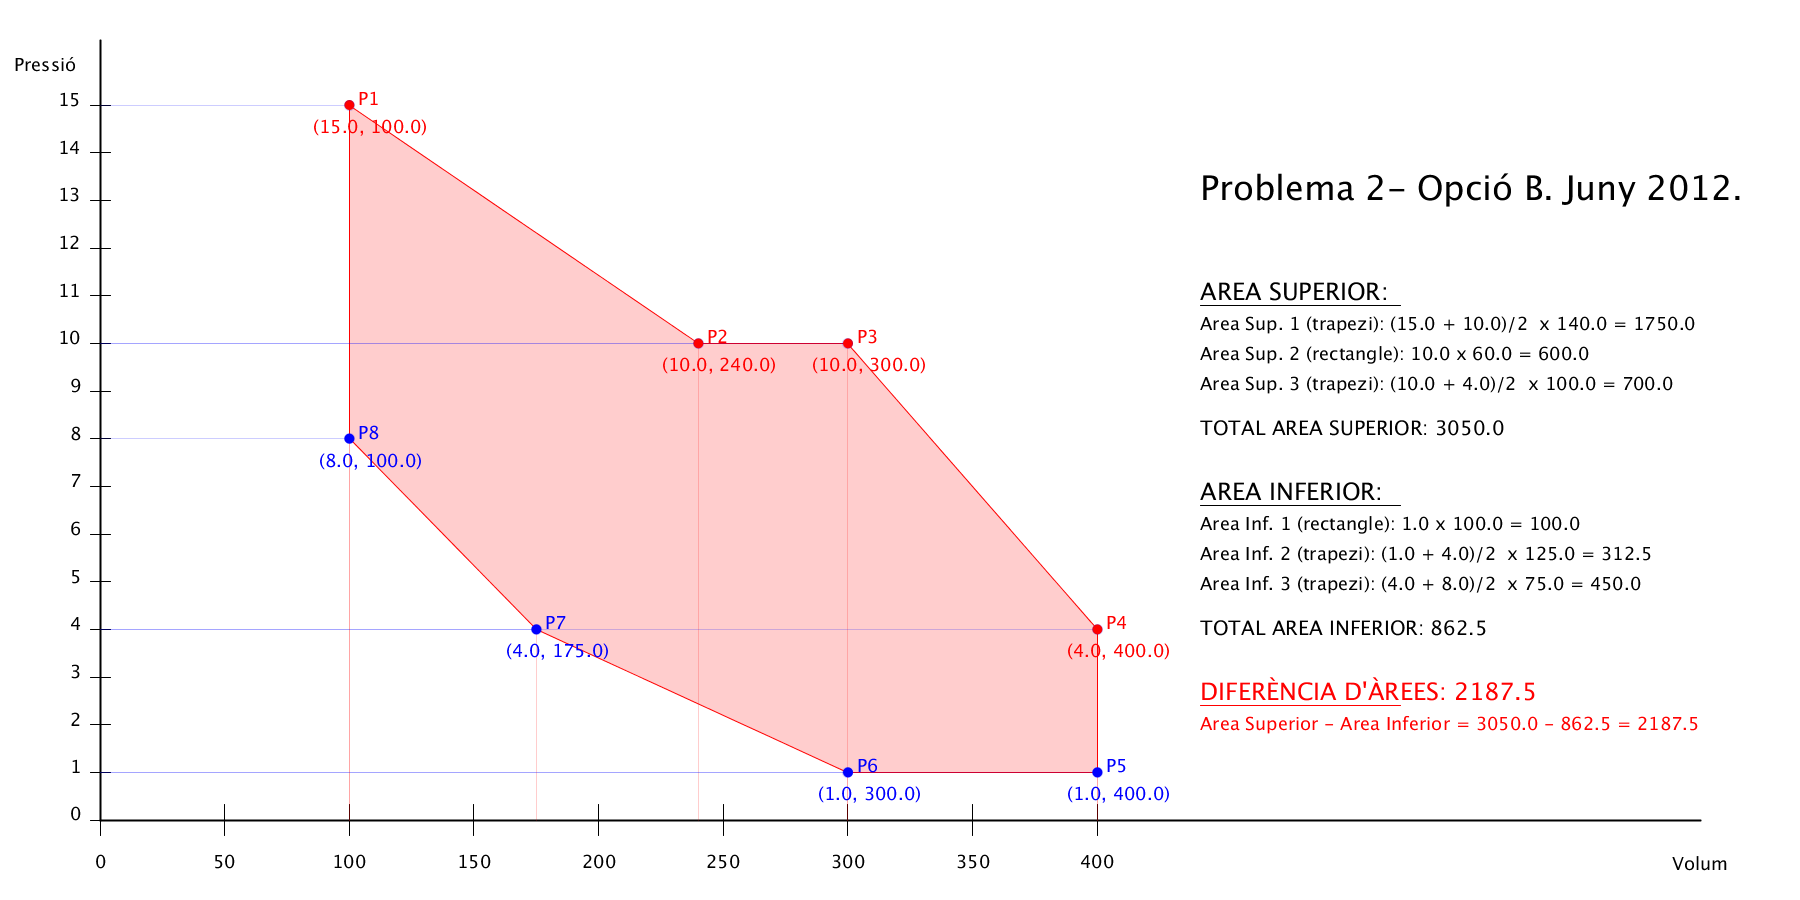 Pressió
15
14
13
12
11
10
9
8
7
6
5
4
3
2
1
0
0 50 100 150 200 250 300 350 400
Volum
P1
(15.0, 100.0)
P2
(10.0, 240.0)
P3
(10.0, 300.0)
P8
(8.0, 100.0)
P7
(4.0, 175.0)
P4
(4.0, 400.0)
P6
(1.0, 300.0)
P5
(1.0, 400.0)
Problema 2- Opció B. Juny 2012.
AREA SUPERIOR:
Area Sup. 1 (trapezi): (15.0 + 10.0)/2 x 140.0 = 1750.0
Area Sup. 2 (rectangle): 10.0 x 60.0 = 600.0
Area Sup. 3 (trapezi): (10.0 + 4.0)/2 x 100.0 = 700.0
TOTAL AREA SUPERIOR: 3050.0
AREA INFERIOR:
Area Inf. 1 (rectangle): 1.0 x 100.0 = 100.0
Area Inf. 2 (trapezi): (1.0 + 4.0)/2 x 125.0 = 312.5
Area Inf. 3 (trapezi): (4.0 + 8.0)/2 x 75.0 = 450.0
TOTAL AREA INFERIOR: 862.5
DIFERÈNCIA D'ÀREES: 2187.5
Area Superior - Area Inferior = 3050.0 - 862.5 = 2187.5